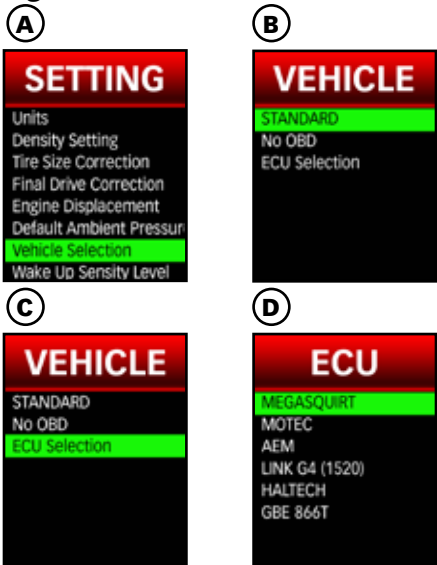 A
SETTING
Units
Density Setting
Tire Size Correction
Final Drive Correction
Engine Displacement
Default Ambient Pressur
Vehicle Selection
Wake Up Sensity Level
B
VEHICLE
STANDARD
No OBD
ECU Selection
C
VEHICLE
STANDARD
No OBD
ECU Selection
D
ECU
MEGASQUIRT
MOTEC
AEM
LINK G4 (1520)
HALTECH
GBE 866T